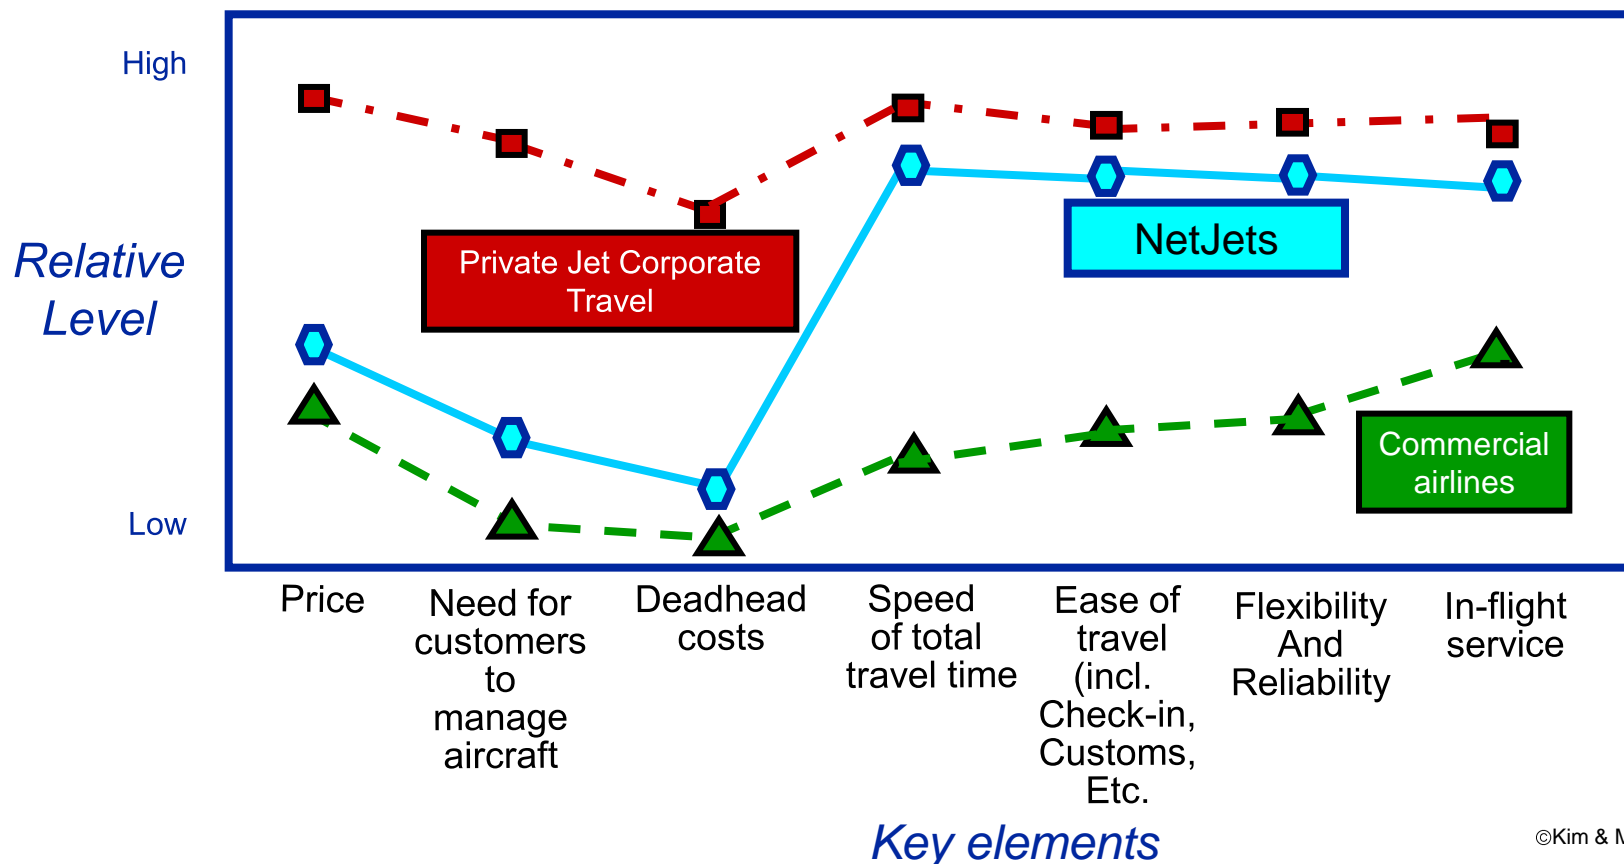 High
Relative
Level
Low
Private Jet Corporate
Travel
NetJets
Commercial
airlines
Price
Need for
customers
to
manage
aircraft
Deadhead
costs
Speed
of total
travel time
Ease of
travel
(incl.
Check-in,
Customs,
Etc.
Flexibility
And
Reliability
In-flight
service
Key elements
©Kim & M